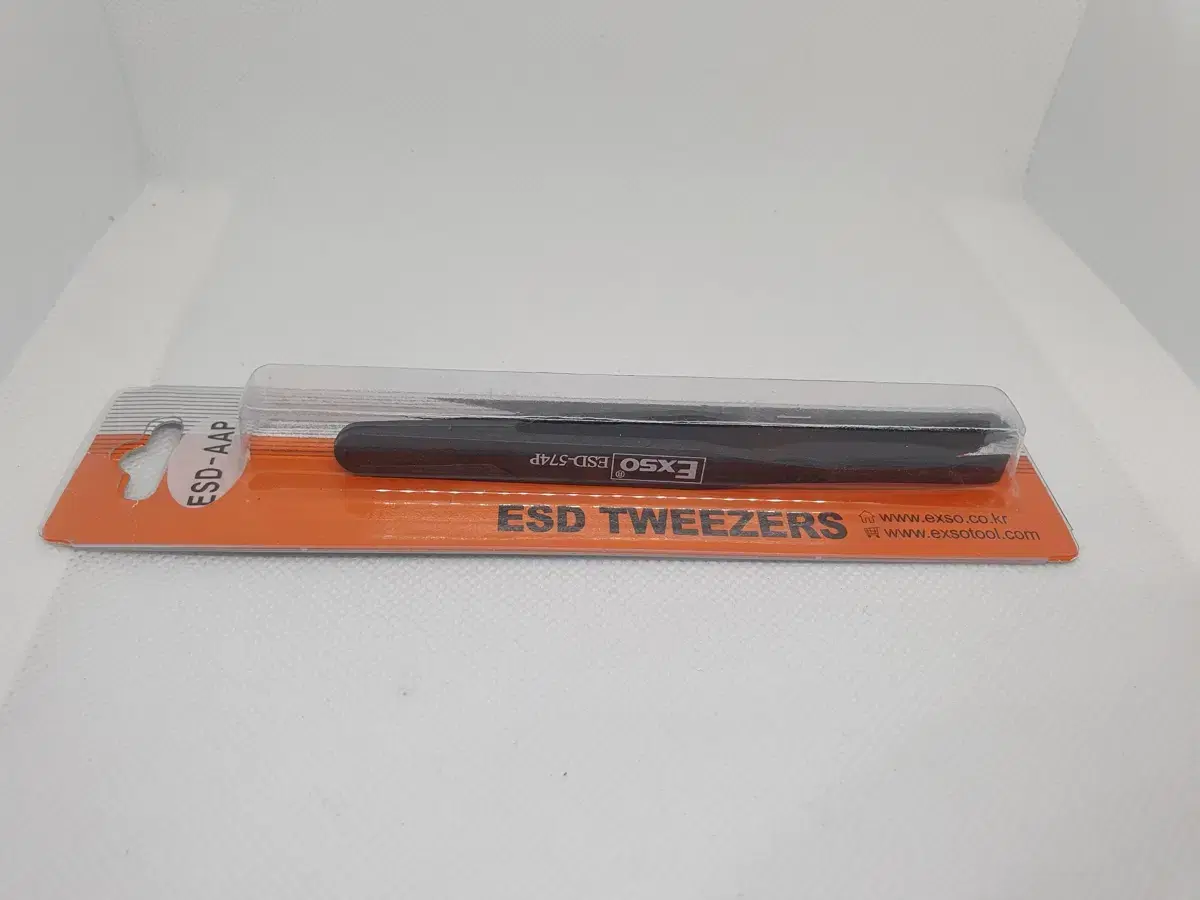 ESD-AAP
EXSO® ESD-574P
ESD TWEEZERS
www.exso.co.kr
www.exsotool.com